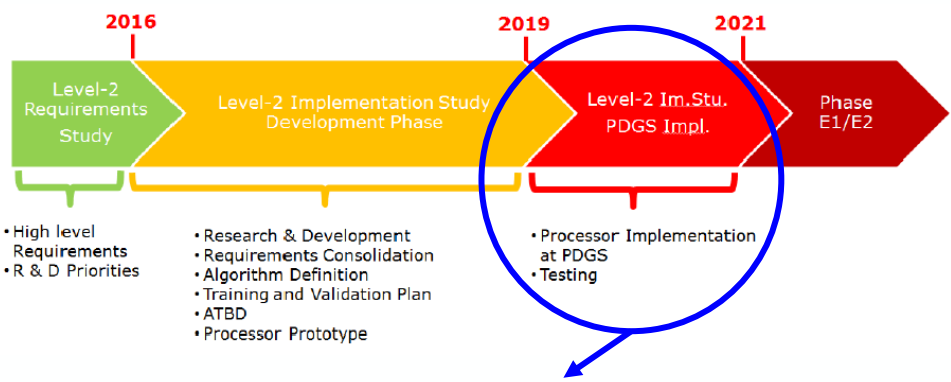 2016
2019
2021
Level-2
Requirements
Study
Level-2 Implementation Study
Development Phase
Level-2 Im.Stu.
PDGS Impl.
Phase
E1/E2
• High level
Requirements
• R & D Priorities
• Research & Development
• Requirements Consolidation
• Algorithm Definition
• Training and Validation Plan
• ATBD
• Processor Prototype
• Processor Implementation
at PDGS
• Testing